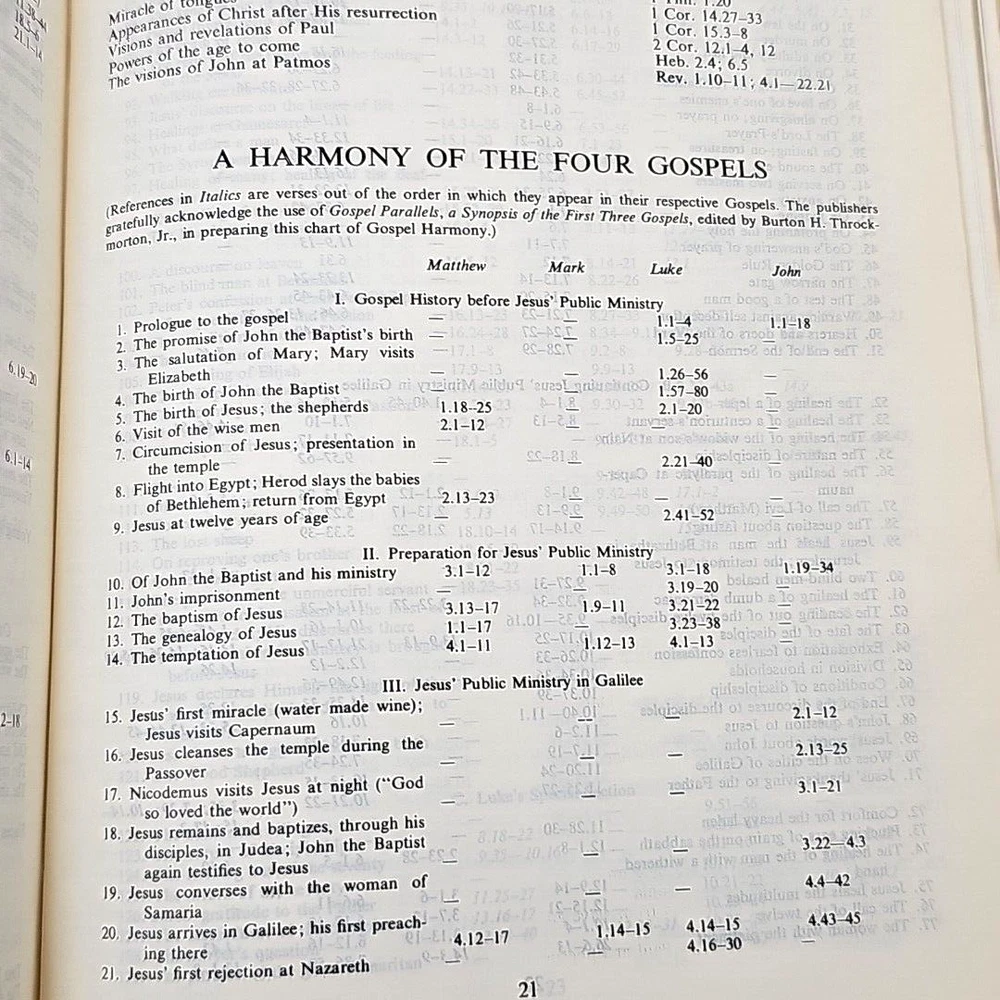 Miracle of tongues
Appearances of Christ after His resurrection 1 Cor. 14.27–33
Visions and revelations of Paul 1 Cor. 15.3–8
Powers of the age to come 2 Cor. 12.1–4, 12
The visions of John at Patmos Heb. 2.4; 6.5
Rev. 1.10–11; 4.1—22.21
A HARMONY OF THE FOUR GOSPELS
(References in Italics are verses out of the order in which they appear in their respective Gospels. The publishers
gratefully acknowledge the use of Gospel Parallels, a Synopsis of the First Three Gospels, edited by Burton H. Throck-
morton, Jr., in preparing this chart of Gospel Harmony.)
Matthew Mark Luke John
I. Gospel History before Jesus' Public Ministry
1. Prologue to the gospel — — 1.1–4 1.1–18
2. The promise of John the Baptist's birth — — 1.5–25 —
3. The salutation of Mary; Mary visits
Elizabeth — — 1.26–56 —
4. The birth of John the Baptist — — 1.57–80 —
5. The birth of Jesus; the shepherds 1.18–25 — 2.1–20 —
6. Visit of the wise men 2.1–12 — — —
7. Circumcision of Jesus; presentation in
the temple — — 2.21–40 —
8. Flight into Egypt; Herod slays the babies
of Bethlehem; return from Egypt 2.13–23 — — —
9. Jesus at twelve years of age — — 2.41–52 —
II. Preparation for Jesus' Public Ministry
10. Of John the Baptist and his ministry 3.1–12 1.1–8 3.1–18 1.19–34
11. John's imprisonment — — 3.19–20 —
12. The baptism of Jesus 3.13–17 1.9–11 3.21–22 —
13. The genealogy of Jesus 1.1–17 — 3.23–38 —
14. The temptation of Jesus 4.1–11 1.12–13 4.1–13 —
III. Jesus' Public Ministry in Galilee
15. Jesus' first miracle (water made wine);
Jesus visits Capernaum — — — 2.1–12
16. Jesus cleanses the temple during the
Passover — — — 2.13–25
17. Nicodemus visits Jesus at night ("God
so loved the world") — — — 3.1–21
18. Jesus remains and baptizes, through his
disciples, in Judea; John the Baptist
again testifies to Jesus — — — 3.22—4.3
19. Jesus converses with the woman of
Samaria — — — 4.4–42
20. Jesus arrives in Galilee; his first preach-
ing there 4.12–17 1.14–15 4.14–15 4.43–45
21. Jesus' first rejection at Nazareth — — 4.16–30 —
21
6.19–20
6.1–14
2–18